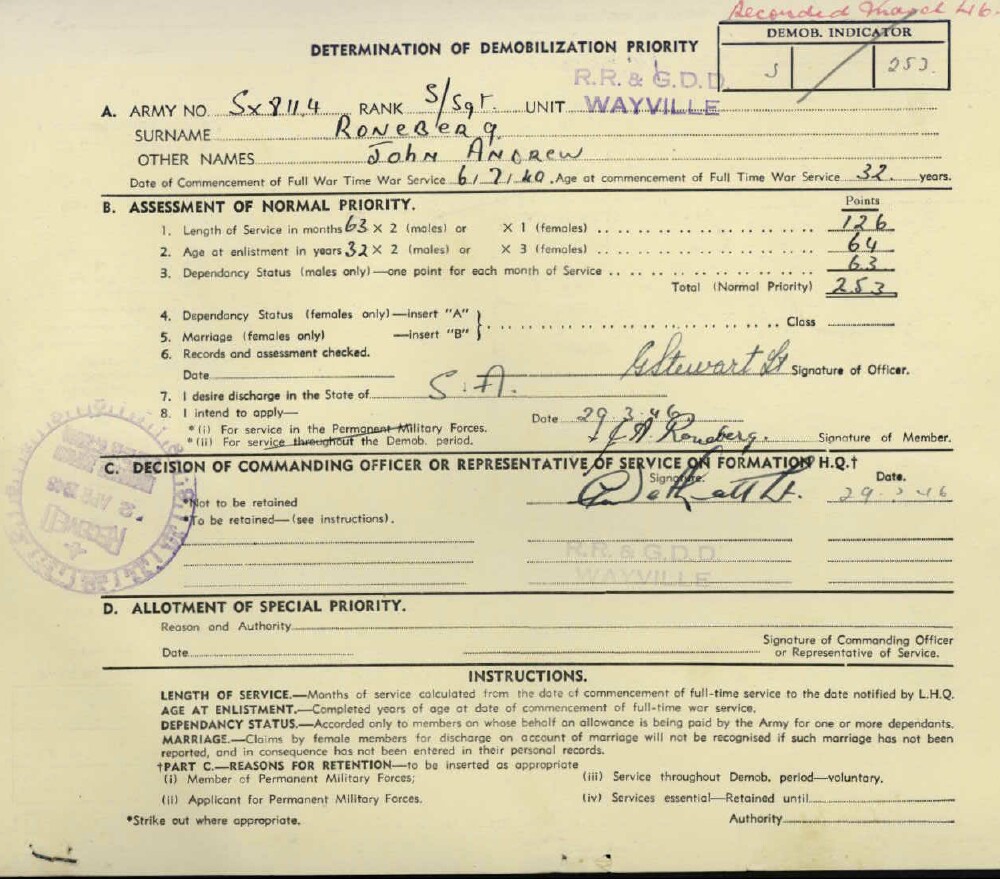 Recorded March 46.
DEMOB. INDICATOR
S 253.
DETERMINATION OF DEMOBILIZATION PRIORITY
R.R. & G.D.D.
WAYVILLE
A. ARMY NO. SX8114 RANK S/Sgt. UNIT
SURNAME RONEBERG.
OTHER NAMES JOHN ANDREW
Date of Commencement of Full War Time War Service 6/7/40. Age at commencement of Full Time War Service 32. years.
B. ASSESSMENT OF NORMAL PRIORITY. Points
1. Length of Service in months 63 × 2 (males) or × 1 (females) 126
2. Age at enlistment in years 32 × 2 (males) or × 3 (females) 64
3. Dependancy Status (males only)—one point for each month of Service 63
Total (Normal Priority) 253
4. Dependancy Status (females only)—insert "A"
Class
5. Marriage (females only) —insert "B"
6. Records and assessment checked.
Date GStewart Lt Signature of Officer.
7. I desire discharge in the State of S.A.
8. I intend to apply— Date 29.3.46.
*(i) For service in the Permanent Military Forces.
*(ii) For service throughout the Demob. period. J A Roneberg. Signature of Member.
C. DECISION OF COMMANDING OFFICER OR REPRESENTATIVE OF SERVICE ON FORMATION H.Q.†
Signature. Date.
*Not to be retained Lt. 29.3.46
*To be retained—(see instructions).
R.R. & G.D.D.
WAYVILLE
RECEIVED
2 APR 1946
D. ALLOTMENT OF SPECIAL PRIORITY.
Reason and Authority
Signature of Commanding Officer
Date or Representative of Service.
INSTRUCTIONS.
LENGTH OF SERVICE.—Months of service calculated from the date of commencement of full-time service to the date notified by L.H.Q.
AGE AT ENLISTMENT.—Completed years of age at date of commencement of full-time war service.
DEPENDANCY STATUS.—Accorded only to members on whose behalf an allowance is being paid by the Army for one or more dependants.
MARRIAGE.—Claims by female members for discharge on account of marriage will not be recognised if such marriage has not been
reported, and in consequence has not been entered in their personal records.
†PART C.—REASONS FOR RETENTION—to be inserted as appropriate
(i) Member of Permanent Military Forces; (iii) Service throughout Demob. period—voluntary.
(ii) Applicant for Permanent Military Forces. (iv) Services essential—Retained until
*Strike out where appropriate. Authority